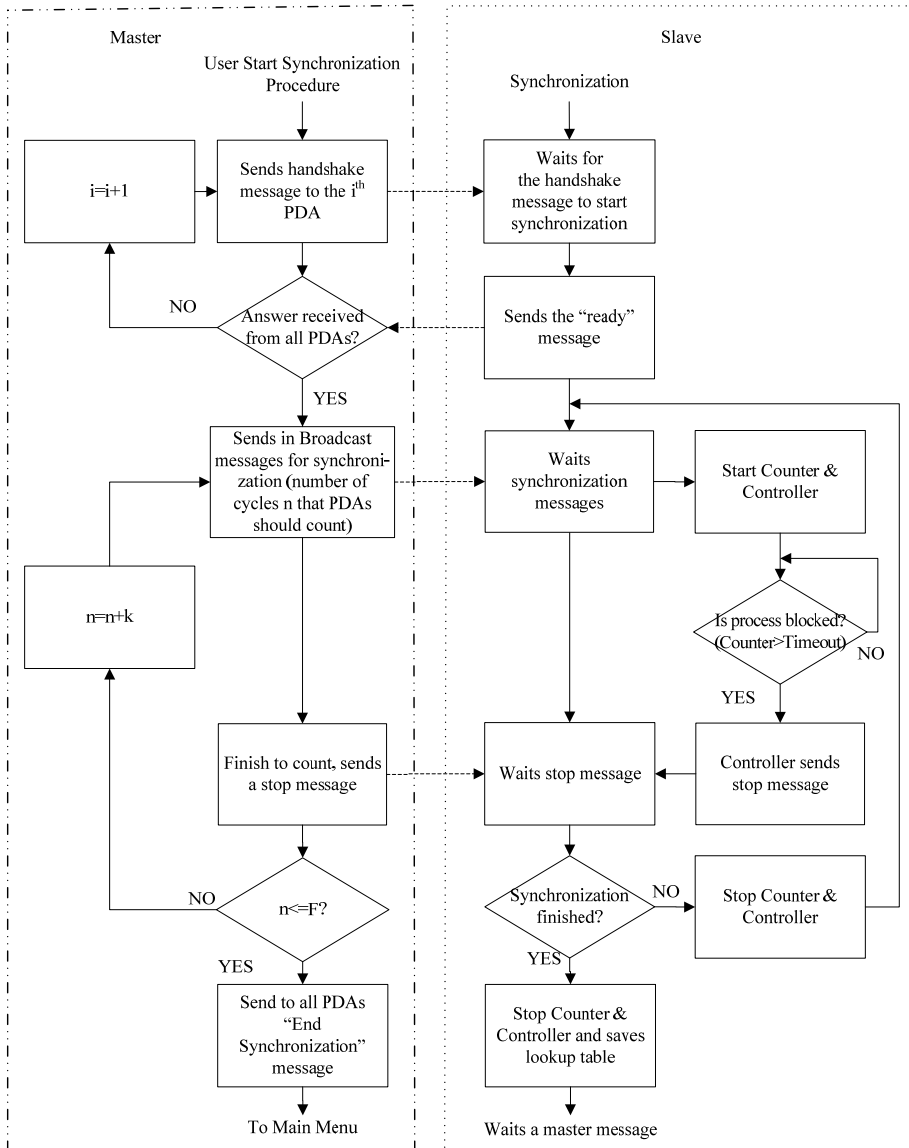 Master
User Start Synchronization
Procedure
i=i+1
Sends handshake
message to the i^th
PDA
NO
Answer received
from all PDAs?
YES
Sends in Broadcast
messages for synchroni-
zation (number of
cycles n that PDAs
should count)
n=n+k
Finish to count, sends
a stop message
NO
n<=F?
YES
Send to all PDAs
“End
Synchronization”
message
To Main Menu
Slave
Synchronization
Waits for
the handshake
message to start
synchronization
Sends the “ready”
message
Waits
synchronization
messages
Start Counter &
Controller
Is process blocked?
(Counter>Timeout)
NO
YES
Waits stop message
Controller sends
stop message
Synchronization
finished?
NO
Stop Counter &
Controller
YES
Stop Counter &
Controller and saves
lookup table
Waits a master message